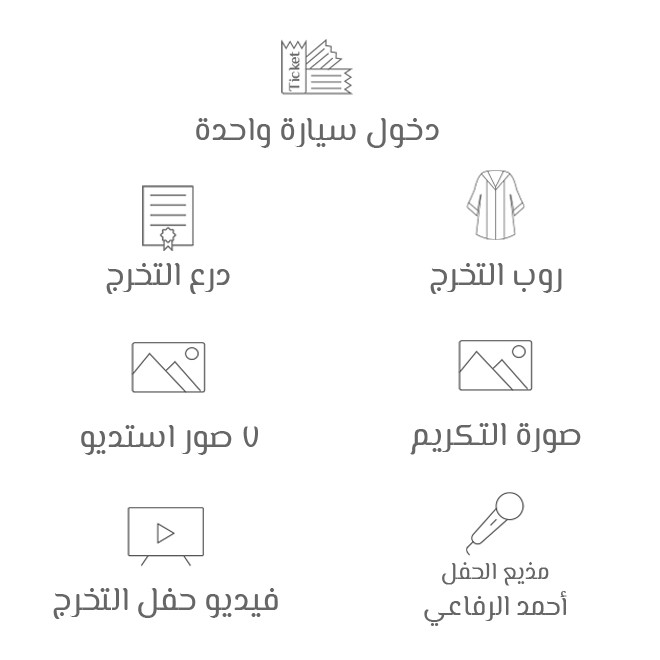 Ticket
دخول سيارة واحدة
روب التخرج
درع التخرج
صورة التكريم
٧ صور استديو
مذيع الحفل
أحمد الرفاعي
فيديو حفل التخرج